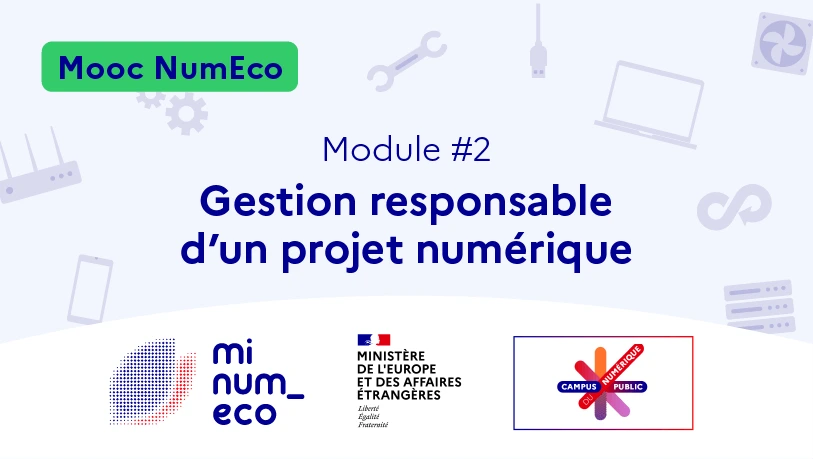 Mooc NumEco
Module #2
Gestion responsable
d'un projet numérique
mi
num_
eco
MINISTÈRE
DE L'EUROPE
ET DES AFFAIRES
ÉTRANGÈRES
Liberté
Égalité
Fraternité
CAMPUS
DU
NUMÉRIQUE
PUBLIC